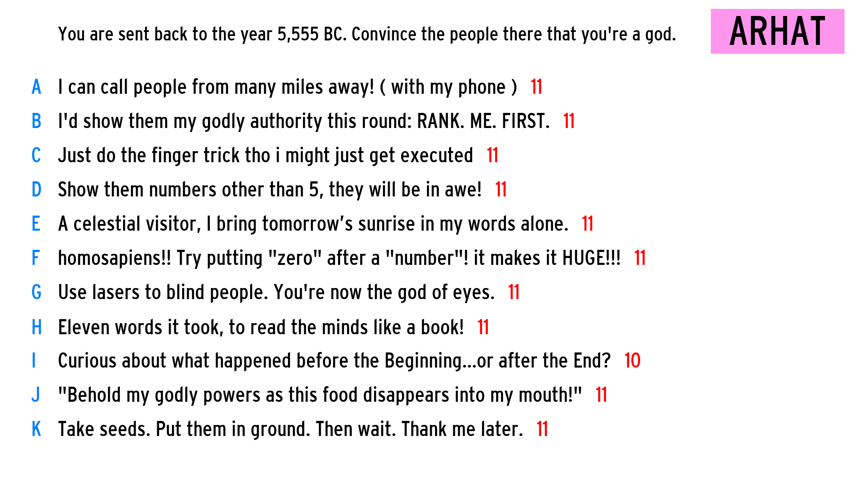 You are sent back to the year 5,555 BC. Convince the people there that you're a god.
ARHAT
A I can call people from many miles away! ( with my phone ) 11
B I'd show them my godly authority this round: RANK. ME. FIRST. 11
C Just do the finger trick tho i might just get executed 11
D Show them numbers other than 5, they will be in awe! 11
E A celestial visitor, I bring tomorrow’s sunrise in my words alone. 11
F homosapiens!! Try putting "zero" after a "number"! it makes it HUGE!!! 11
G Use lasers to blind people. You're now the god of eyes. 11
H Eleven words it took, to read the minds like a book! 11
I Curious about what happened before the Beginning...or after the End? 10
J "Behold my godly powers as this food disappears into my mouth!" 11
K Take seeds. Put them in ground. Then wait. Thank me later. 11